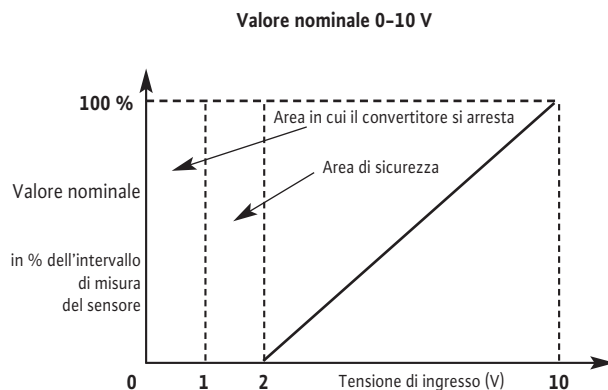 Valore nominale 0–10 V
100 %
Area in cui il convertitore si arresta
Area di sicurezza
Valore nominale
in % dell'intervallo
di misura
del sensore
0 1 2 Tensione di ingresso (V) 10